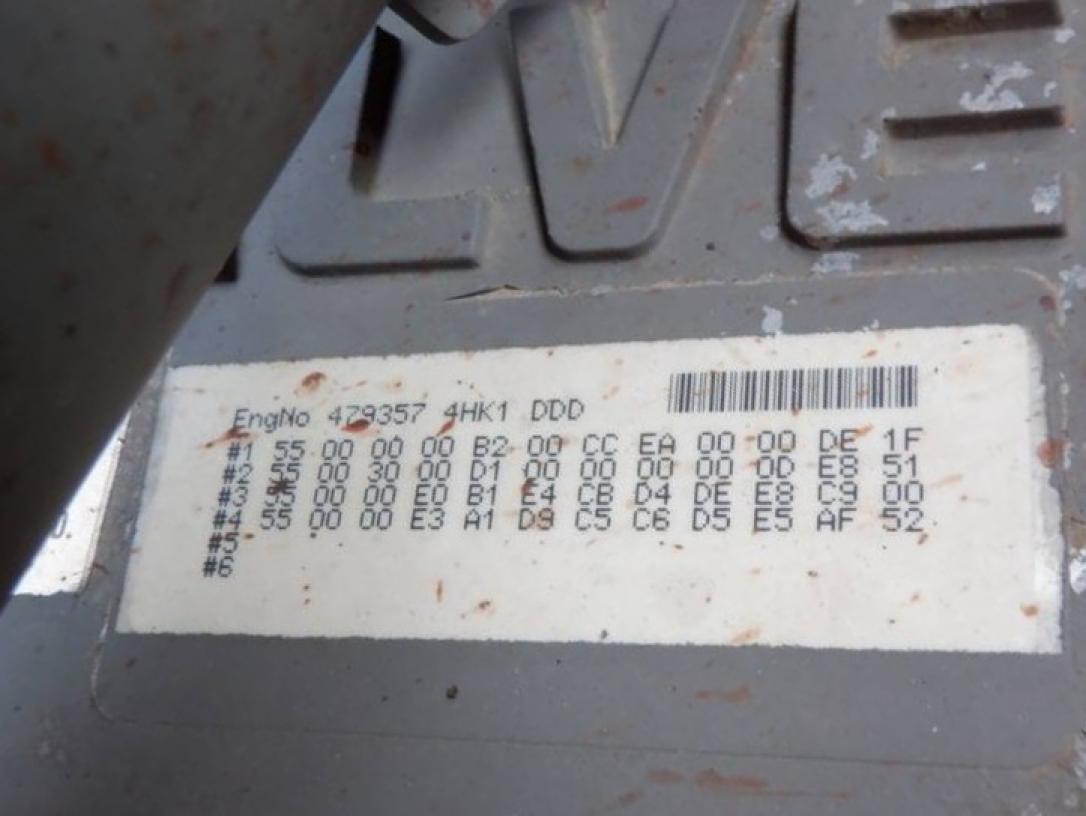 VE
EngNo 479357 4HK1 DDD
#1 55 00 00 00 B2 00 CC EA 00 00 DE 1F
#2 55 00 30 00 D1 00 00 00 00 0D E8 51
#3 55 00 00 E0 B1 E4 CB D4 DE E8 C9 00
#4 55 00 00 E3 A1 D9 C5 C6 D5 E5 AF 52
#5
#6